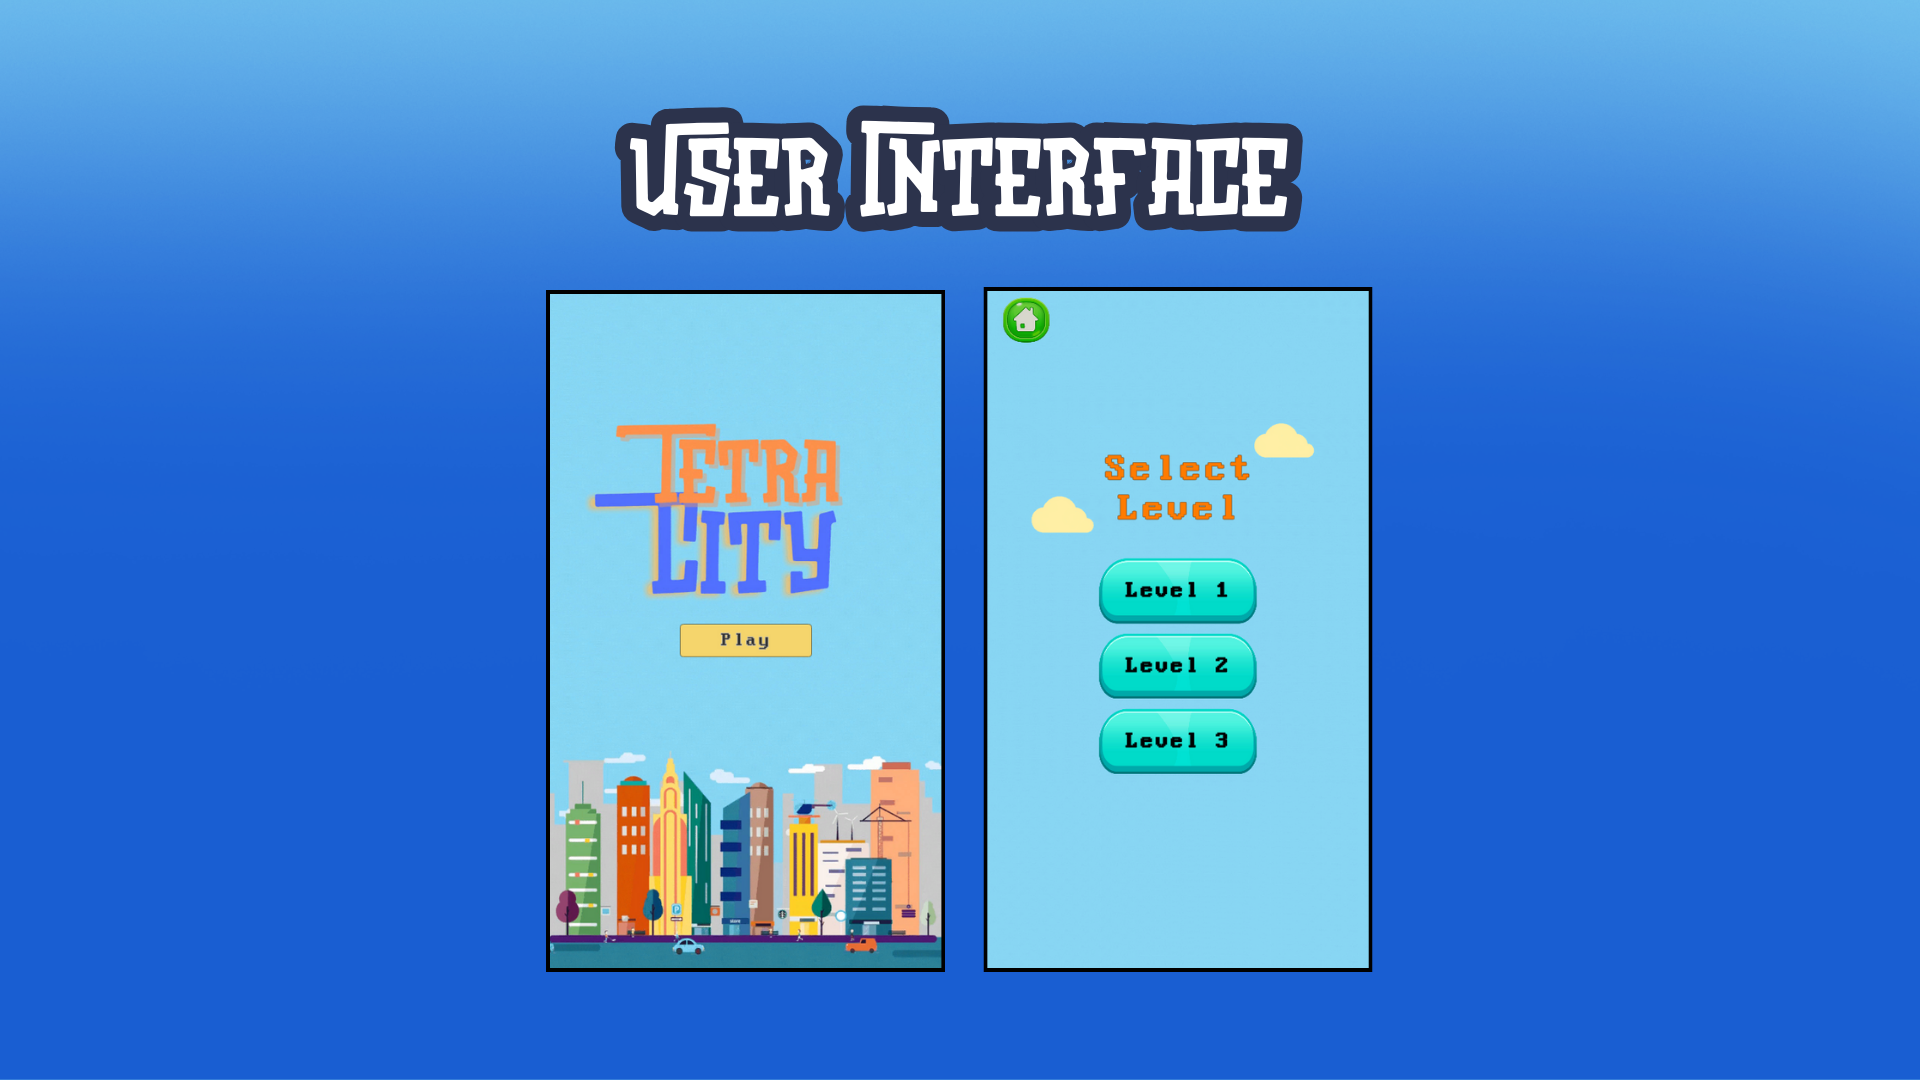 User Interface
Tetra
City
Play
Select
Level
Level 1
Level 2
Level 3